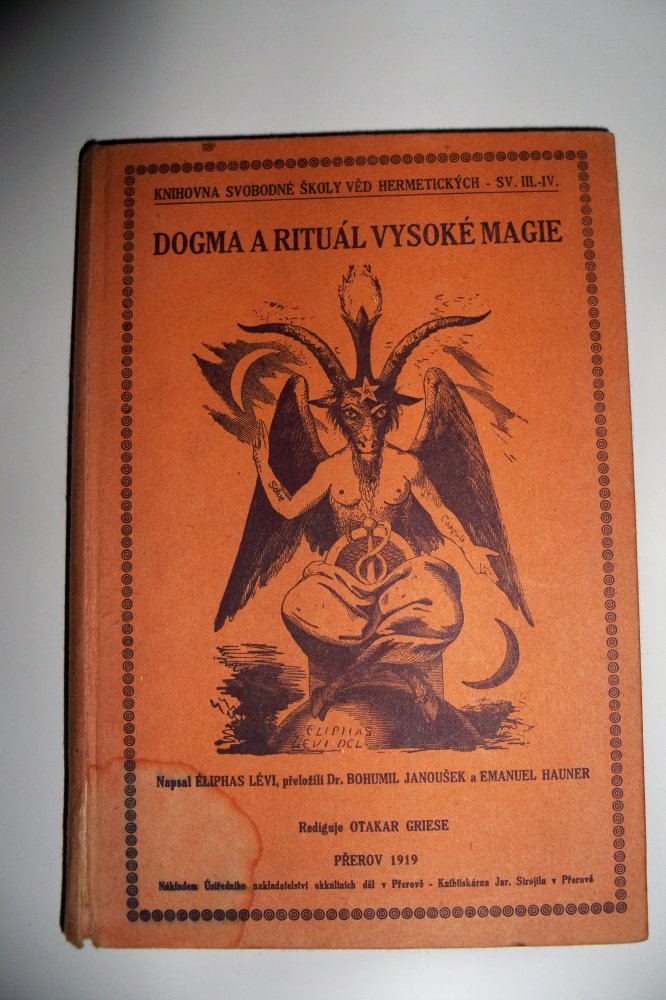 KNIHOVNA SVOBODNÉ ŠKOLY VĚD HERMETICKÝCH - SV. III.-IV.
DOGMA A RITUÁL VYSOKÉ MAGIE
Solve
Coagula
ELIPHAS
LEVI DEL
Napsal ÉLIPHAS LÉVI, přeložili Dr. BOHUMIL JANOUŠEK a EMANUEL HAUNER
Rediguje OTAKAR GRIESE
PŘEROV 1919
Nákladem Ústředního nakladatelství okkultních děl v Přerově - Knihtiskárna Jar. Strojila v Přerově